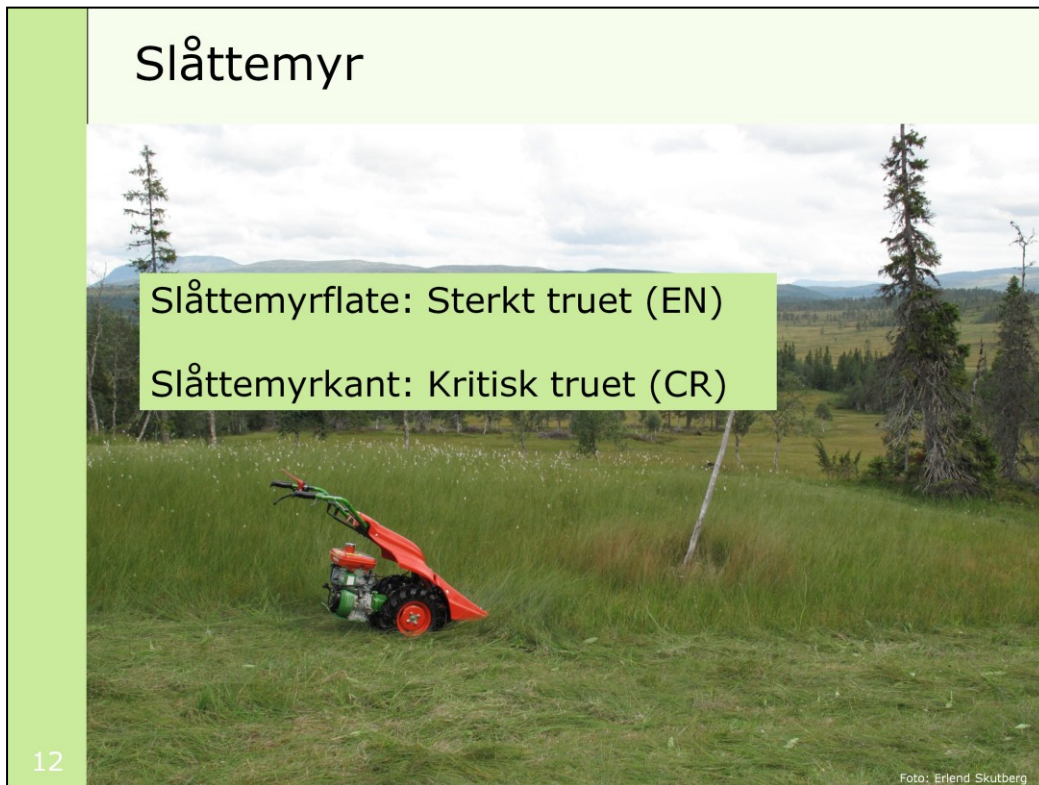 Slåttemyr
Slåttemyrflate: Sterkt truet (EN)
Slåttemyrkant: Kritisk truet (CR)
12
Foto: Erlend Skutberg